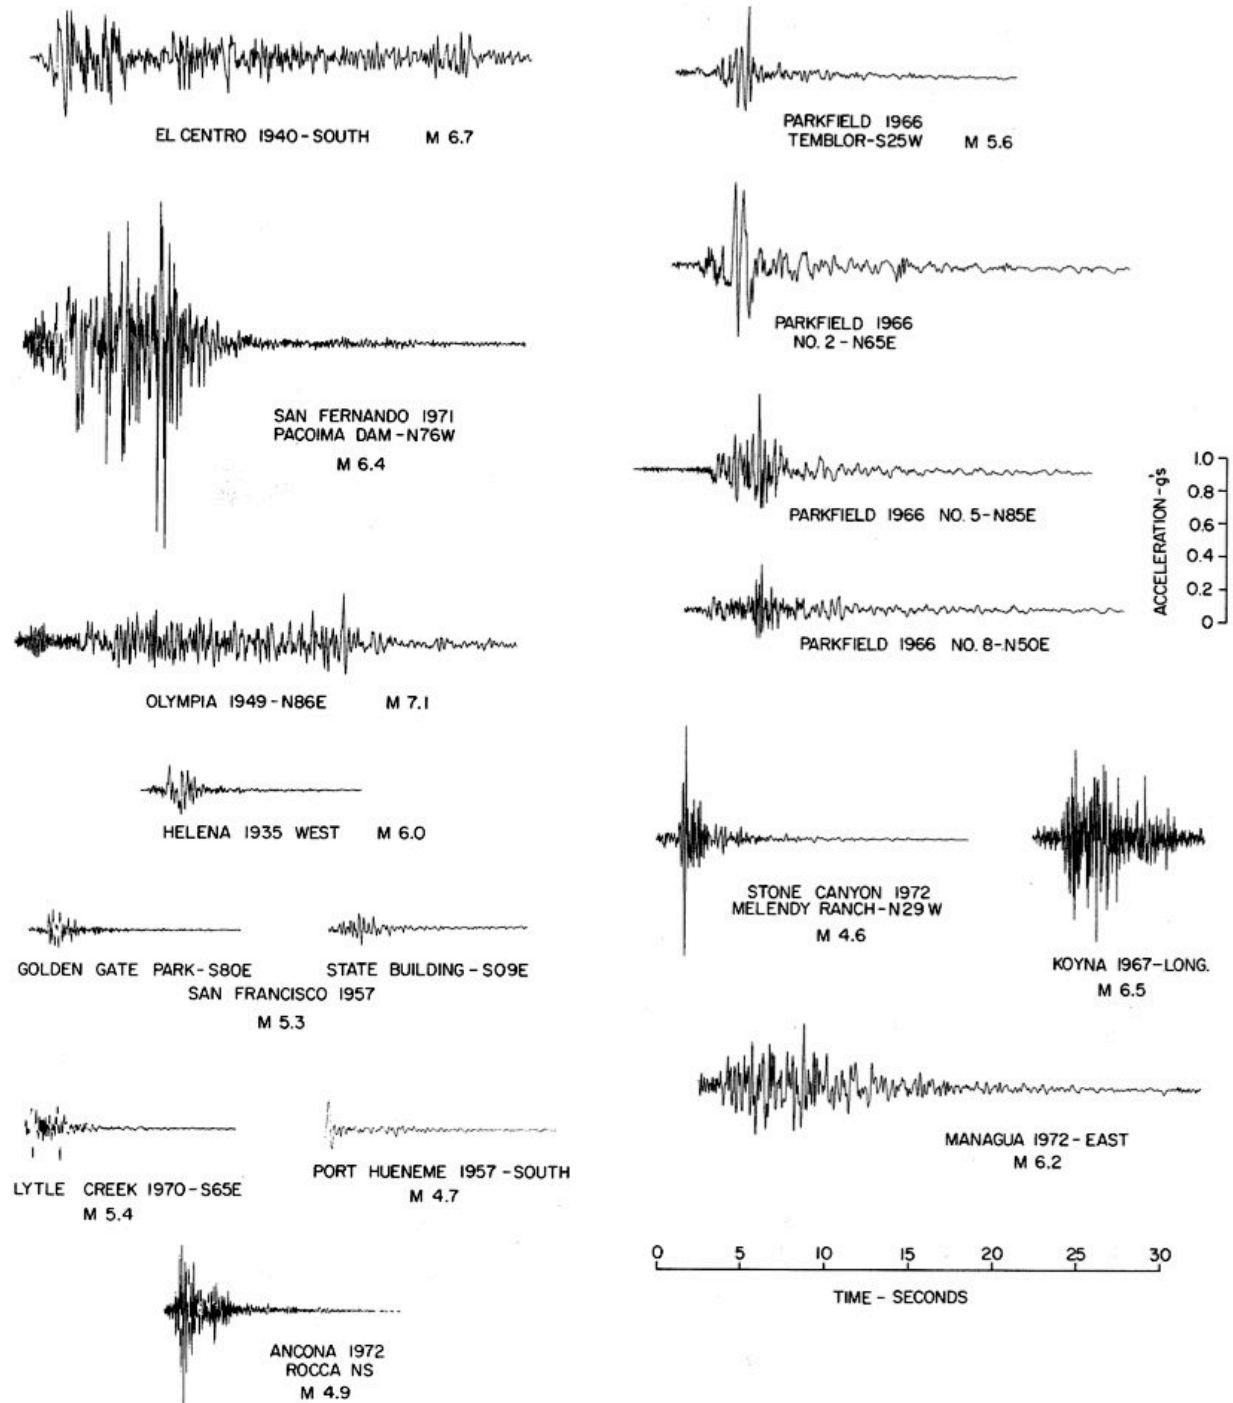 EL CENTRO 1940-SOUTH M 6.7
SAN FERNANDO 1971
PACOIMA DAM-N76W
M 6.4
OLYMPIA 1949-N86E M 7.1
HELENA 1935 WEST M 6.0
GOLDEN GATE PARK-S80E STATE BUILDING-S09E
SAN FRANCISCO 1957
M 5.3
LYTLE CREEK 1970-S65E
M 5.4
PORT HUENEME 1957-SOUTH
M 4.7
ANCONA 1972
ROCCA NS
M 4.9
PARKFIELD 1966
TEMBLOR-S25W M 5.6
PARKFIELD 1966
NO. 2-N65E
PARKFIELD 1966 NO. 5-N85E
PARKFIELD 1966 NO. 8-N50E
ACCELERATION-g's
1.0
0.8
0.6
0.4
0.2
0
STONE CANYON 1972
MELENDY RANCH-N29W
M 4.6
KOYNA 1967-LONG.
M 6.5
MANAGUA 1972-EAST
M 6.2
0 5 10 15 20 25 30
TIME - SECONDS